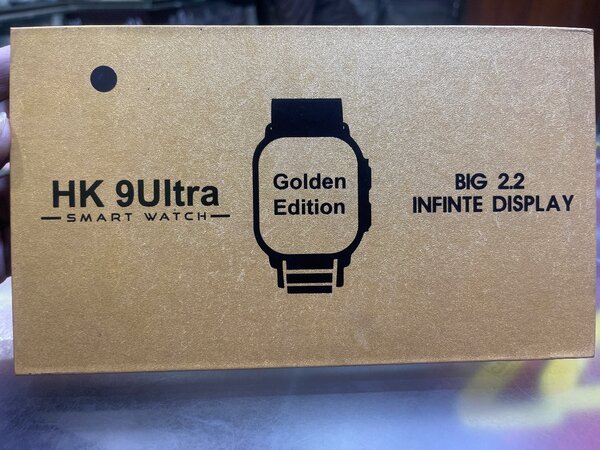 HK 9Ultra
SMART WATCH
Golden
Edition
BIG 2.2
INFINTE DISPLAY